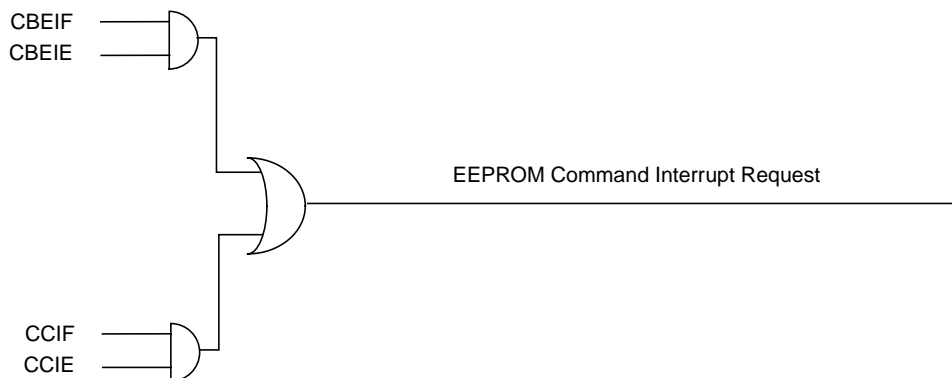 CBEIF
CBEIE
EEPROM Command Interrupt Request
CCIF
CCIE